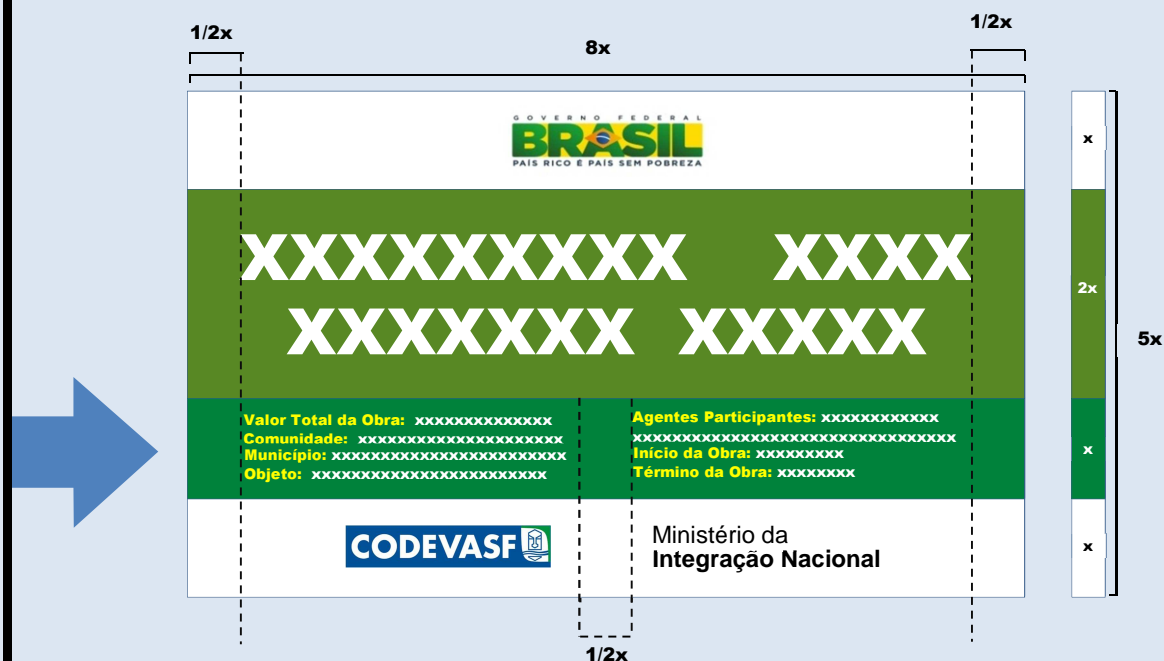 1/2x
1/2x
8x
GOVERNO FEDERAL
BRASIL
PAÍS RICO É PAÍS SEM POBREZA
x
XXXXXXXXXX XXXX
XXXXXXX XXXXX
2x
5x
Valor Total da Obra: xxxxxxxxxxxxxx
Comunidade: xxxxxxxxxxxxxxxxxxxxx
Município: xxxxxxxxxxxxxxxxxxxxxxxx
Objeto: xxxxxxxxxxxxxxxxxxxxxxxx
Agentes Participantes: xxxxxxxxxxxx
xxxxxxxxxxxxxxxxxxxxxxxxxxxxxxxxx
Início da Obra: xxxxxxxxx
Término da Obra: xxxxxxxx
x
CODEVASF
Ministério da
Integração Nacional
x
1/2x